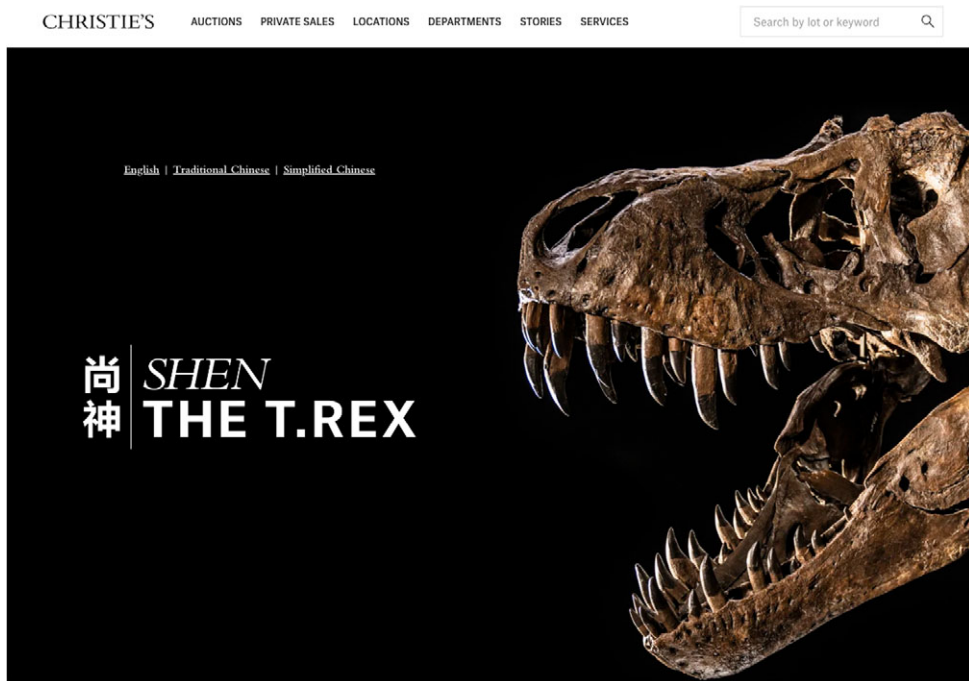 CHRISTIE'S AUCTIONS PRIVATE SALES LOCATIONS DEPARTMENTS STORIES SERVICES Search by lot or keyword
English | Traditional Chinese | Simplified Chinese
尚神
SHEN
THE T.REX